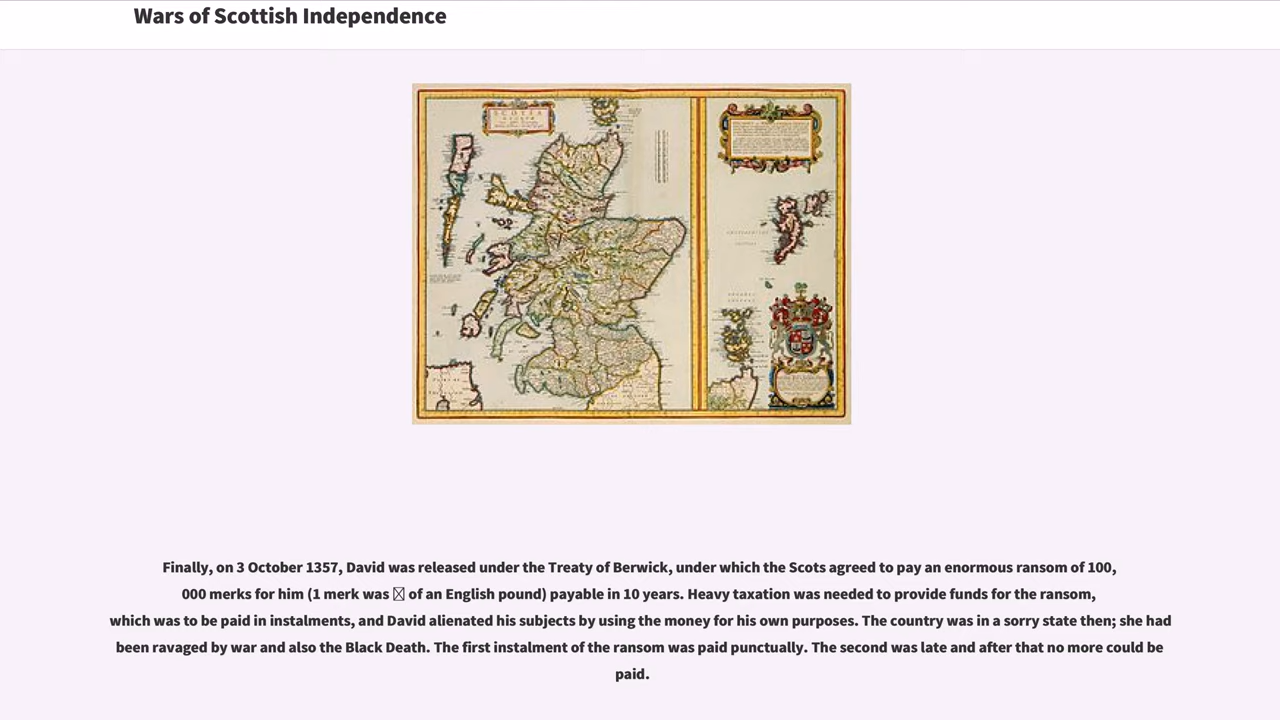 Wars of Scottish Independence
SCOTIA
Finally, on 3 October 1357, David was released under the Treaty of Berwick, under which the Scots agreed to pay an enormous ransom of 100,
000 merks for him (1 merk was of an English pound) payable in 10 years. Heavy taxation was needed to provide funds for the ransom,
which was to be paid in instalments, and David alienated his subjects by using the money for his own purposes. The country was in a sorry state then; she had
been ravaged by war and also the Black Death. The first instalment of the ransom was paid punctually. The second was late and after that no more could be
paid.